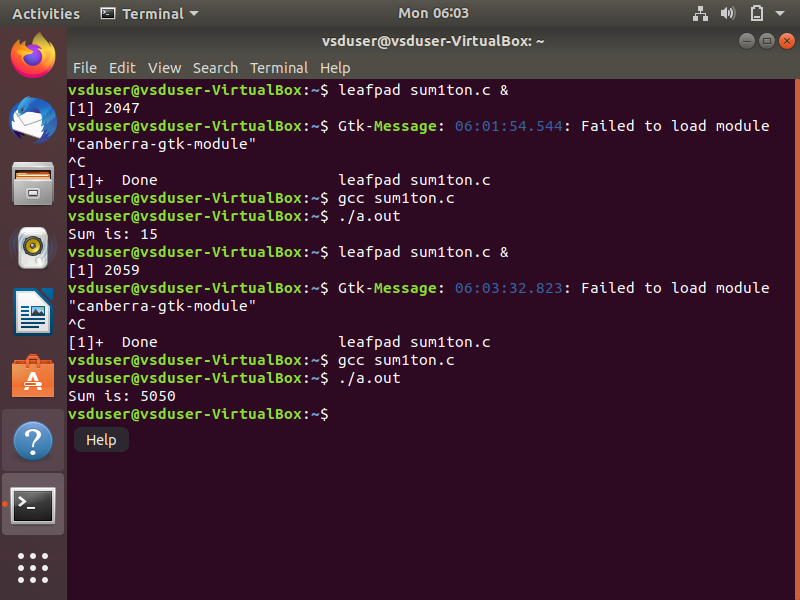 Activities Terminal Mon 06:03
vsduser@vsduser-VirtualBox: ~
File Edit View Search Terminal Help
vsduser@vsduser-VirtualBox:~$ leafpad sum1ton.c &
[1] 2047
vsduser@vsduser-VirtualBox:~$ Gtk-Message: 06:01:54.544: Failed to load module
"canberra-gtk-module"
^C
[1]+  Done                    leafpad sum1ton.c
vsduser@vsduser-VirtualBox:~$ gcc sum1ton.c
vsduser@vsduser-VirtualBox:~$ ./a.out
Sum is: 15
vsduser@vsduser-VirtualBox:~$ leafpad sum1ton.c &
[1] 2059
vsduser@vsduser-VirtualBox:~$ Gtk-Message: 06:03:32.823: Failed to load module
"canberra-gtk-module"
^C
[1]+  Done                    leafpad sum1ton.c
vsduser@vsduser-VirtualBox:~$ gcc sum1ton.c
vsduser@vsduser-VirtualBox:~$ ./a.out
Sum is: 5050
vsduser@vsduser-VirtualBox:~$
Help